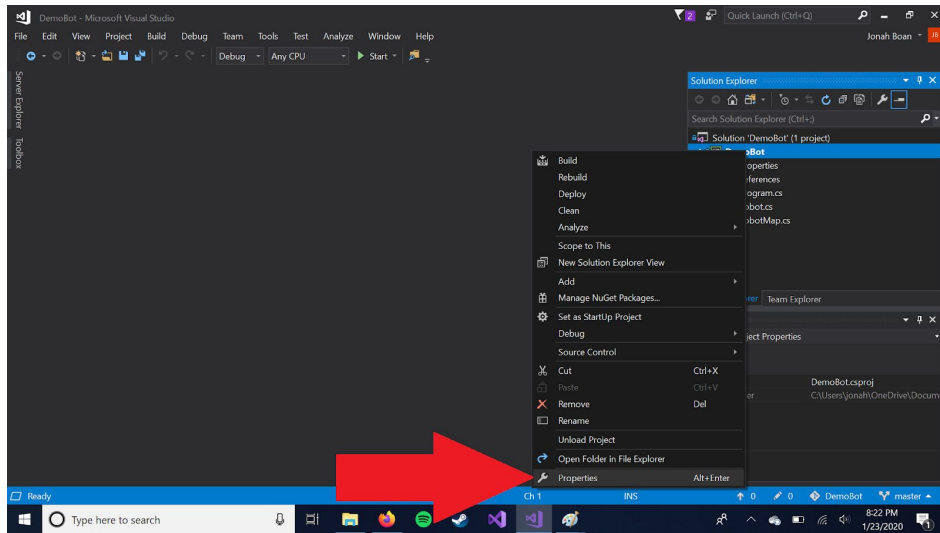 DemoBot - Microsoft Visual Studio
2
Quick Launch (Ctrl+Q)
File Edit View Project Build Debug Team Tools Test Analyze Window Help
Jonah Boan
JB
Debug Any CPU Start
Server Explorer
Toolbox
Solution Explorer
Search Solution Explorer (Ctrl+;)
Solution 'DemoBot' (1 project)
oBot
operties
ferences
ogram.cs
obot.cs
obotMap.cs
Build
Rebuild
Deploy
Clean
Analyze
Scope to This
New Solution Explorer View
Add
Manage NuGet Packages...
Set as StartUp Project
Debug
Source Control
Cut Ctrl+X
Paste Ctrl+V
Remove Del
Rename
Unload Project
Open Folder in File Explorer
Properties Alt+Enter
rer Team Explorer
ject Properties
DemoBot.csproj
er C:\Users\jonah\OneDrive\Docum
Ready
Ch 1 INS 0 0 DemoBot master
Type here to search
8:22 PM
1/23/2020
1